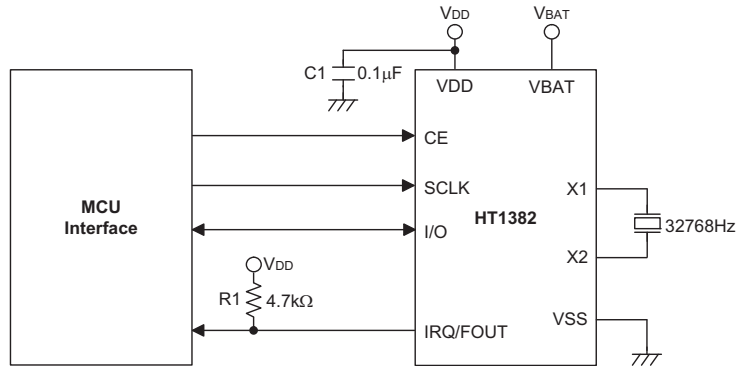 VDD
VBAT
C1
0.1μF
VDD
VBAT
CE
SCLK
X1
MCU
Interface
HT1382
32768Hz
I/O
X2
VDD
R1
4.7kΩ
VSS
IRQ/FOUT